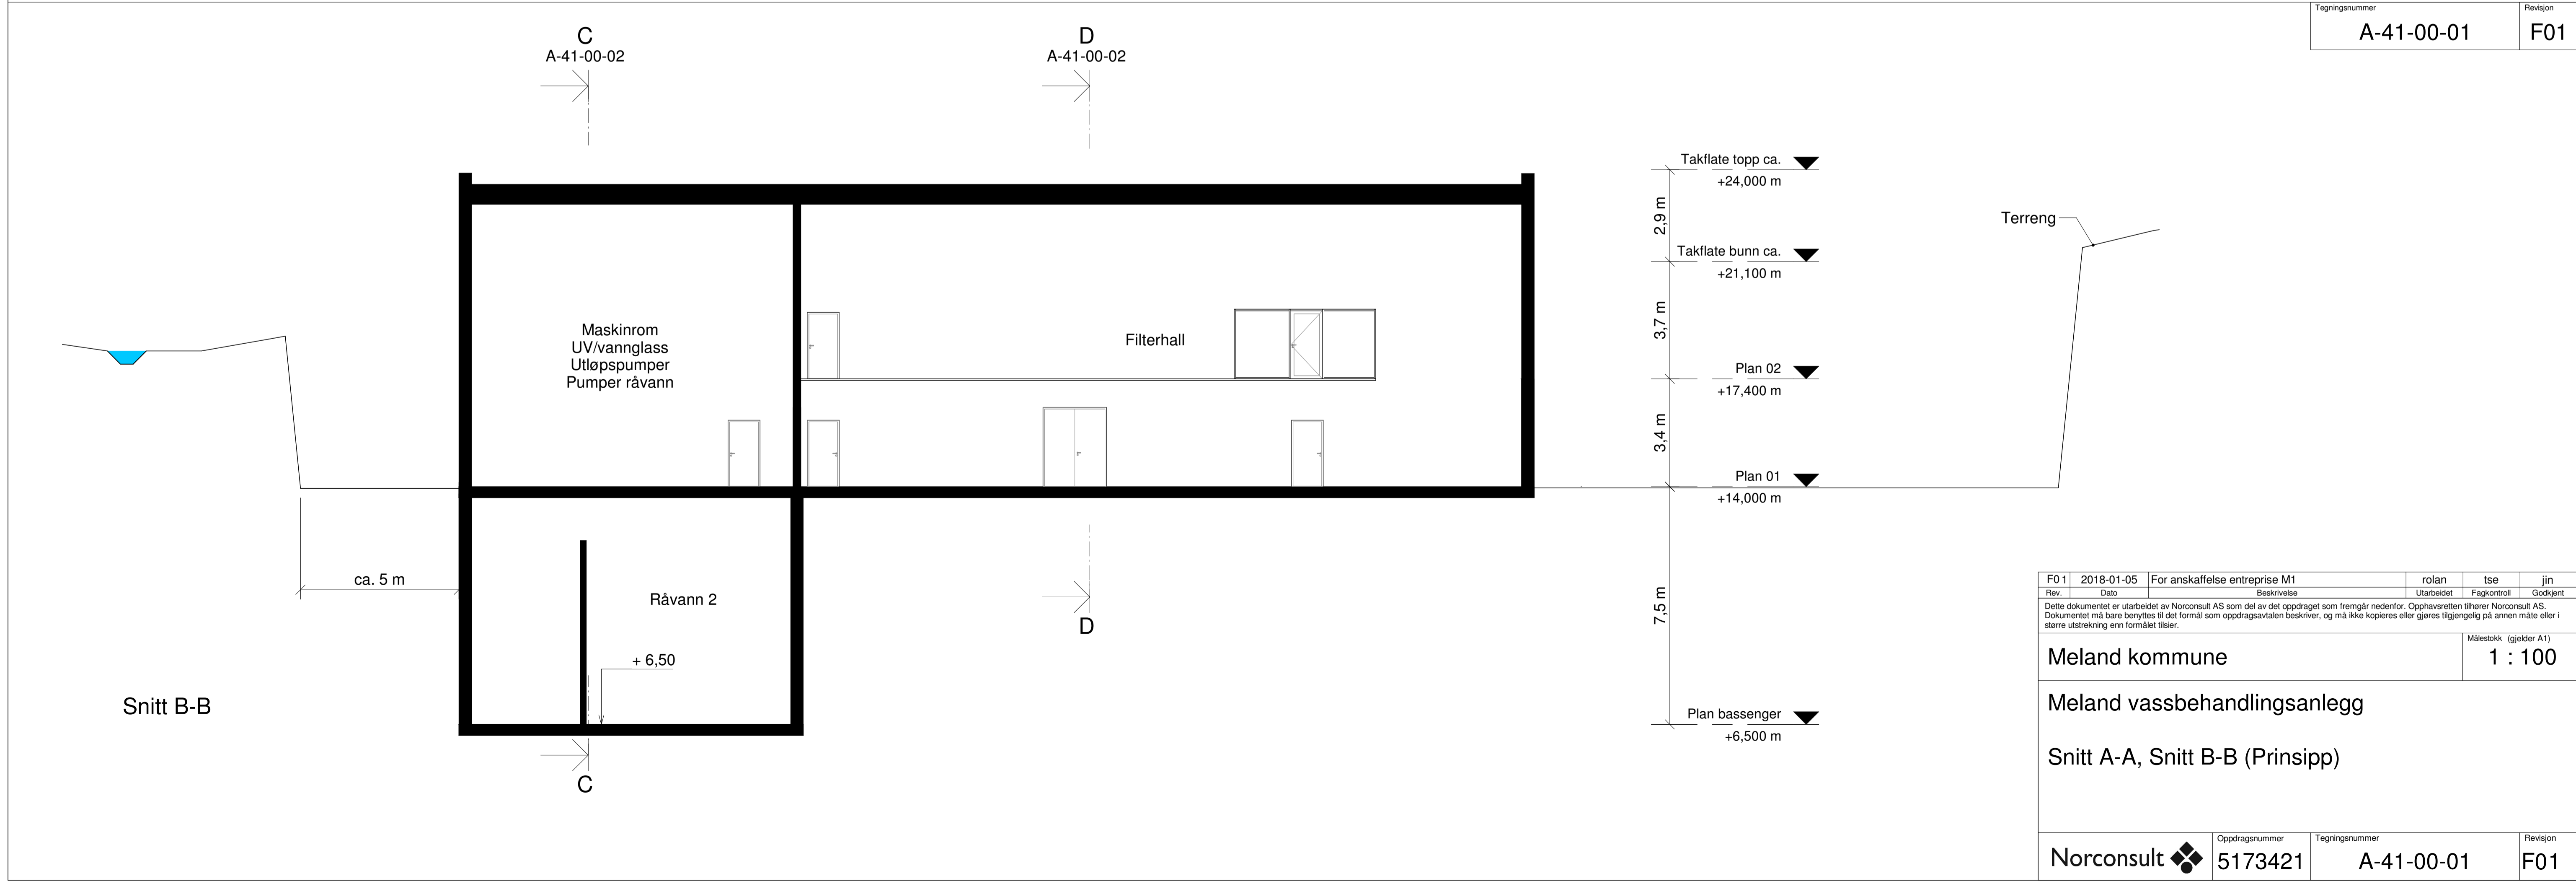 Tegningsnummer
Revisjon
A-41-00-01
F01
C
A-41-00-02
D
A-41-00-02
Takflate topp ca.
+24,000 m
2,9 m
Terreng
Takflate bunn ca.
+21,100 m
3,7 m
Maskinrom
UV/vannglass
Utløpspumper
Pumper råvann
Filterhall
Plan 02
+17,400 m
3,4 m
Plan 01
+14,000 m
ca. 5 m
Råvann 2
7,5 m
D
+ 6,50
Snitt B-B
Plan bassenger
+6,500 m
C
F01 2018-01-05 For anskaffelse entreprise M1 rolan tse jin
Rev. Dato Beskrivelse Utarbeidet Fagkontroll Godkjent
Dette dokumentet er utarbeidet av Norconsult AS som del av det oppdraget som fremgår nedenfor. Opphavsretten tilhører Norconsult AS.
Dokumentet må bare benyttes til det formål som oppdragsavtalen beskriver, og må ikke kopieres eller gjøres tilgjengelig på annen måte eller i
større utstrekning enn formålet tilsier.
Målestokk (gjelder A1)
Meland kommune
1 : 100
Meland vassbehandlingsanlegg
Snitt A-A, Snitt B-B (Prinsipp)
Norconsult
Oppdragsnummer
5173421
Tegningsnummer
A-41-00-01
Revisjon
F01